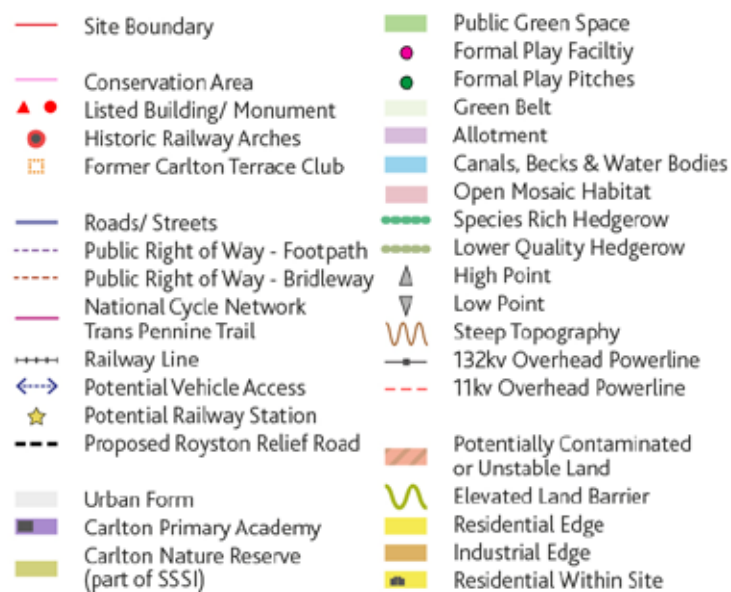 Site Boundary
Conservation Area
Listed Building/ Monument
Historic Railway Arches
Former Carlton Terrace Club
Roads/ Streets
Public Right of Way - Footpath
Public Right of Way - Bridleway
National Cycle Network
Trans Pennine Trail
Railway Line
Potential Vehicle Access
Potential Railway Station
Proposed Royston Relief Road
Urban Form
Carlton Primary Academy
Carlton Nature Reserve
(part of SSSI)
Public Green Space
Formal Play Faciltiy
Formal Play Pitches
Green Belt
Allotment
Canals, Becks & Water Bodies
Open Mosaic Habitat
Species Rich Hedgerow
Lower Quality Hedgerow
High Point
Low Point
Steep Topography
132kv Overhead Powerline
11kv Overhead Powerline
Potentially Contaminated
or Unstable Land
Elevated Land Barrier
Residential Edge
Industrial Edge
Residential Within Site